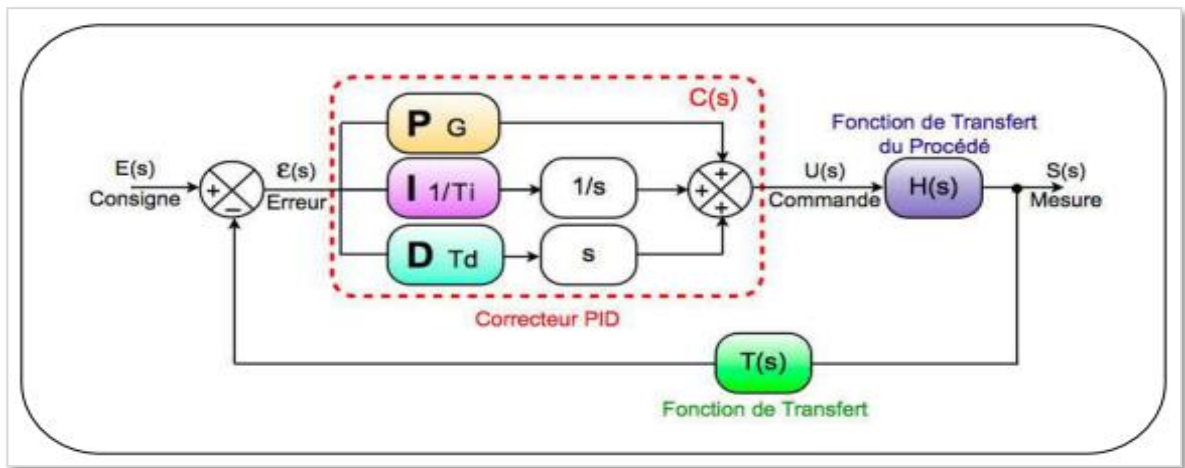 C(s)
P G
Fonction de Transfert
du Procédé
E(s)
Consigne
+
−
ε(s)
Erreur
I 1/Ti
1/s
+
+
+
U(s)
Commande
H(s)
S(s)
Mesure
D Td
s
Correcteur PID
T(s)
Fonction de Transfert